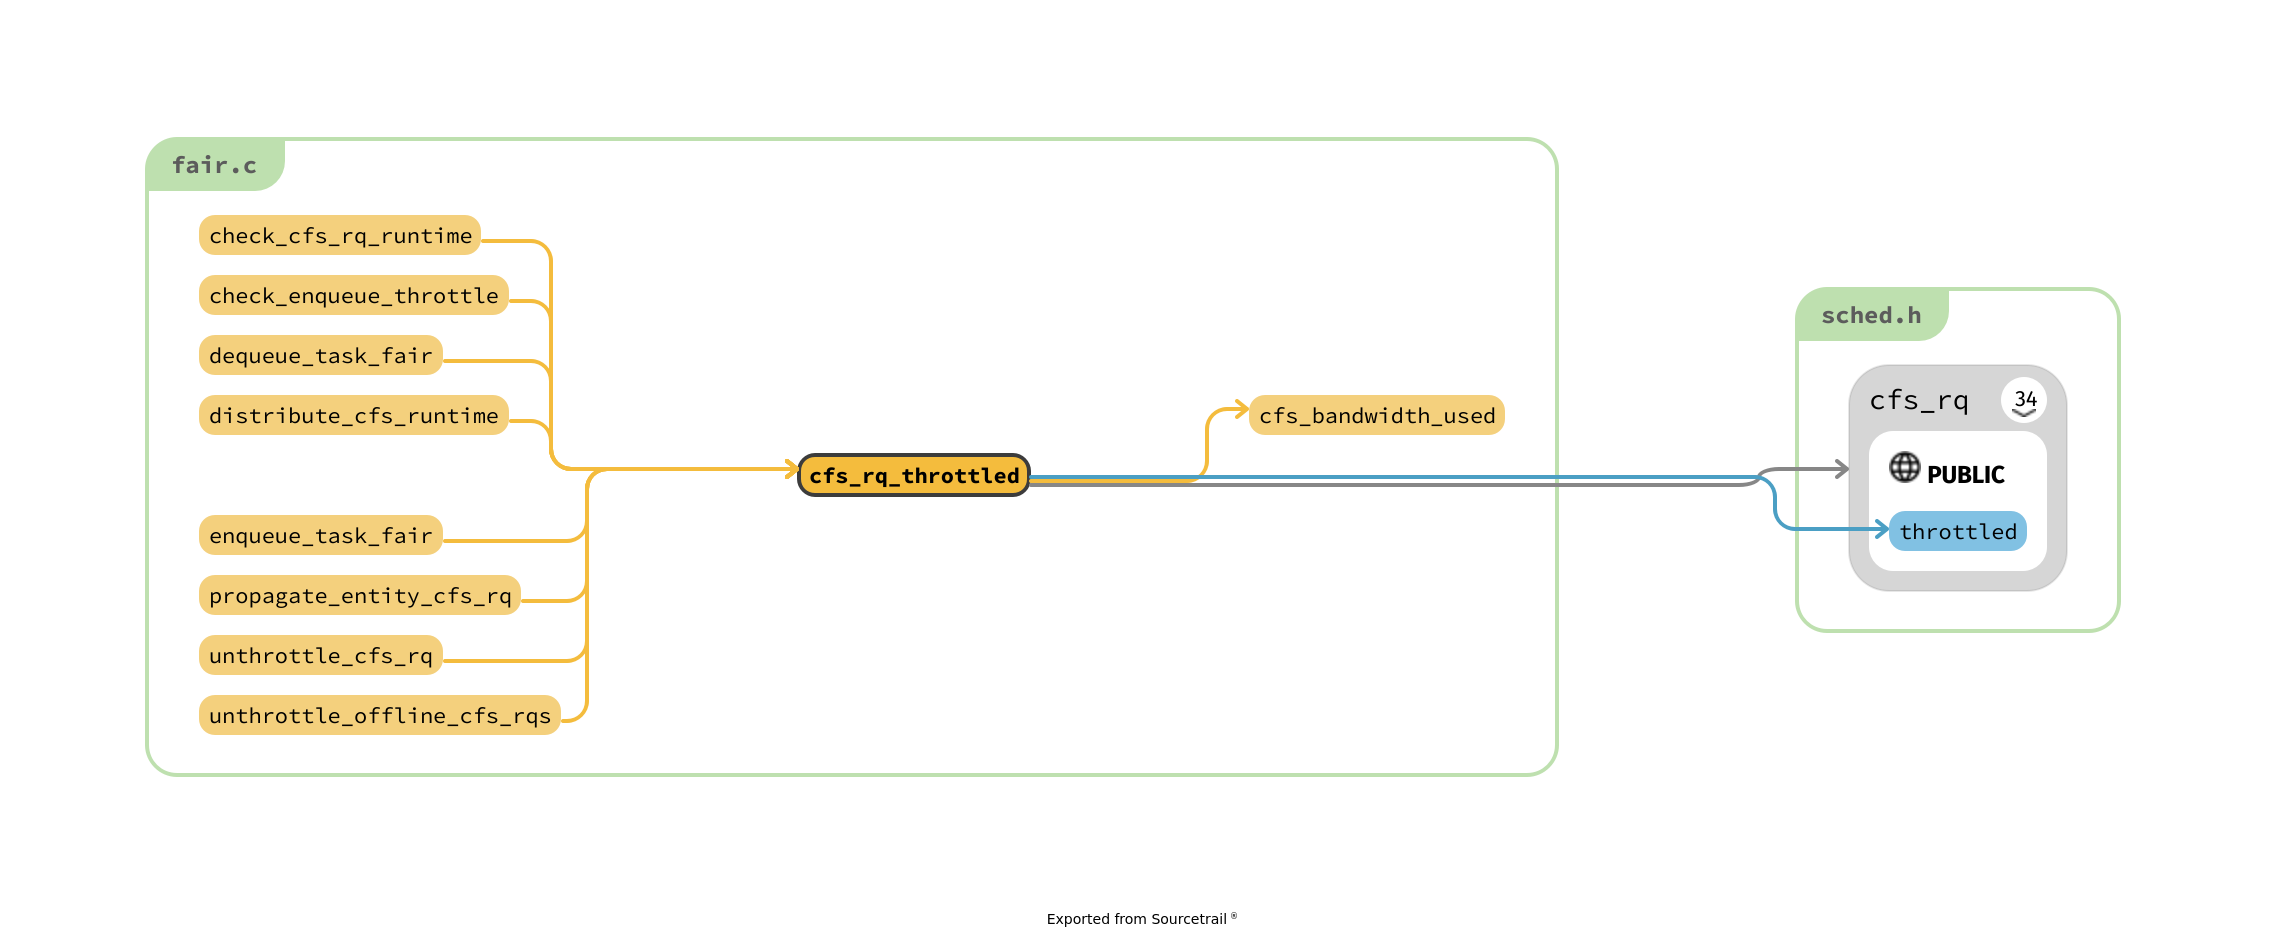 fair.c
check_cfs_rq_runtime
check_enqueue_throttle
dequeue_task_fair
distribute_cfs_runtime
enqueue_task_fair
propagate_entity_cfs_rq
unthrottle_cfs_rq
unthrottle_offline_cfs_rqs
cfs_rq_throttled
cfs_bandwidth_used
sched.h
cfs_rq 34
PUBLIC
throttled
Exported from Sourcetrail ®